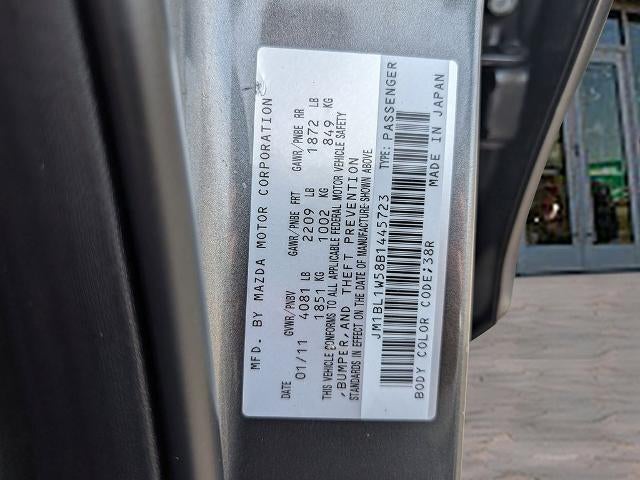 MFD. BY MAZDA MOTOR CORPORATION
DATE GVWR/PNBV GAWR/PNBE FRT GAWR/PNBE RR
01/11 4081 LB 2209 LB 1872 LB
1851 KG 1002 KG 849 KG
THIS VEHICLE CONFORMS TO ALL APPLICABLE FEDERAL MOTOR VEHICLE SAFETY
,BUMPER,AND THEFT PREVENTION
STANDARDS IN EFFECT ON THE DATE OF MANUFACTURE SHOWN ABOVE
JM1BL1W58B1445723 TYPE: PASSENGER
BODY COLOR CODE;38R MADE IN JAPAN